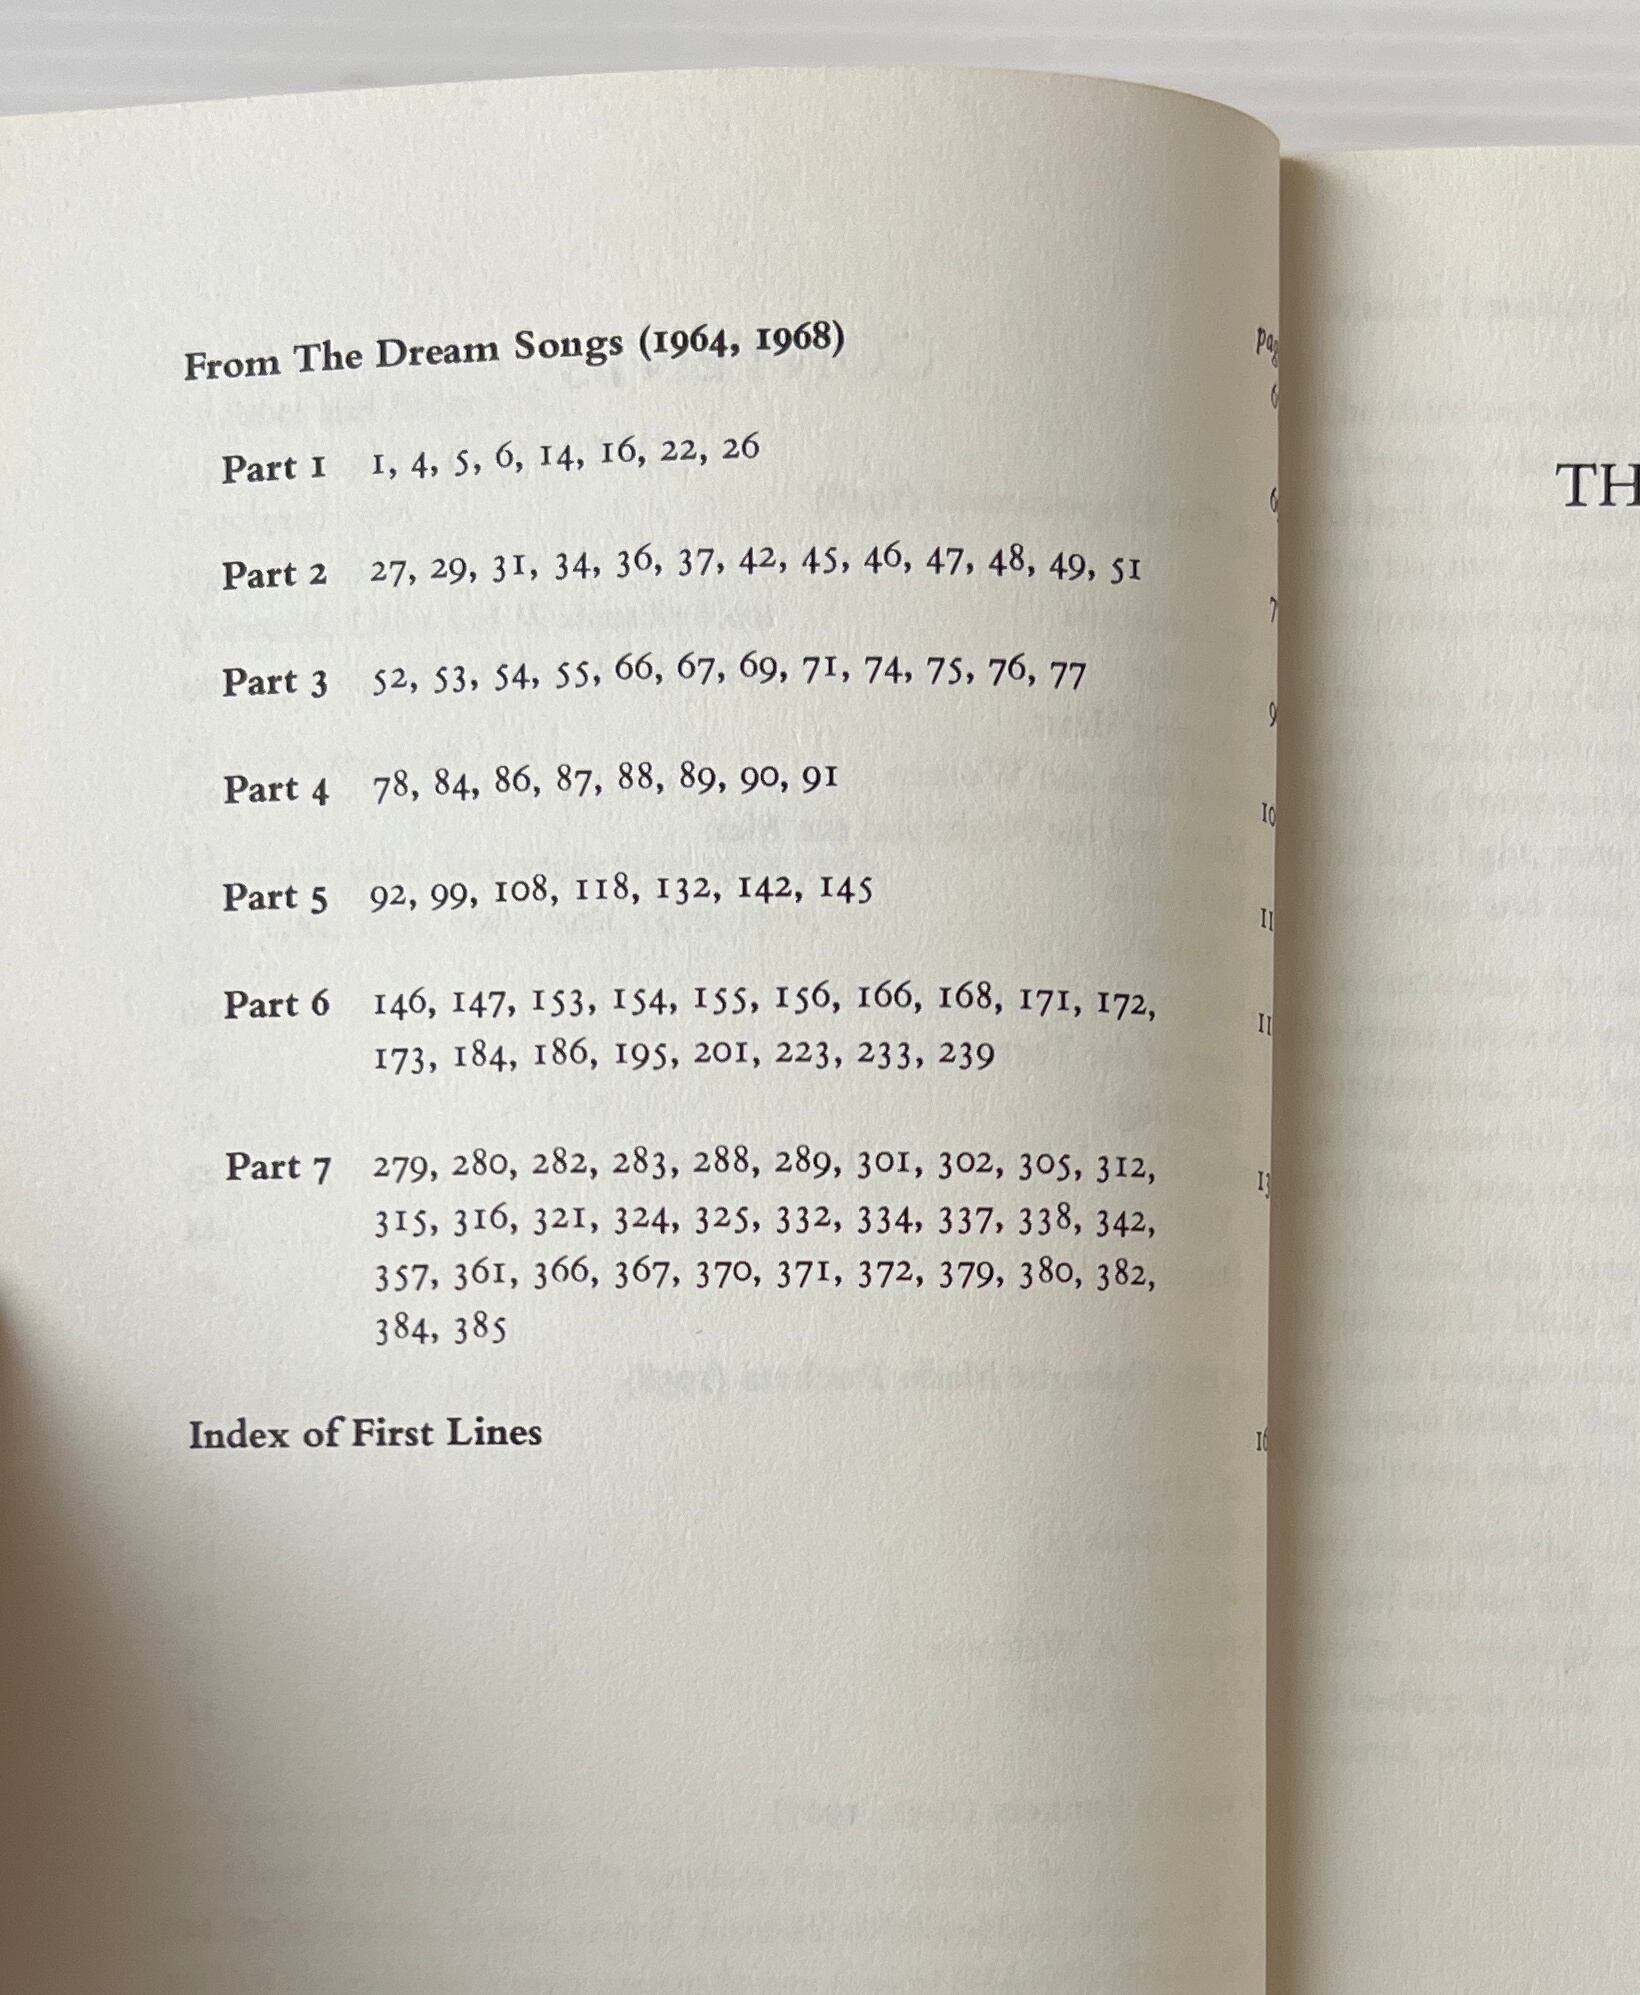 From The Dream Songs (1964, 1968)
Part 1 1, 4, 5, 6, 14, 16, 22, 26
Part 2 27, 29, 31, 34, 36, 37, 42, 45, 46, 47, 48, 49, 51
Part 3 52, 53, 54, 55, 66, 67, 69, 71, 74, 75, 76, 77
Part 4 78, 84, 86, 87, 88, 89, 90, 91
Part 5 92, 99, 108, 118, 132, 142, 145
Part 6 146, 147, 153, 154, 155, 156, 166, 168, 171, 172,
173, 184, 186, 195, 201, 223, 233, 239
Part 7 279, 280, 282, 283, 288, 289, 301, 302, 305, 312,
315, 316, 321, 324, 325, 332, 334, 337, 338, 342,
357, 361, 366, 367, 370, 371, 372, 379, 380, 382,
384, 385
Index of First Lines
TH